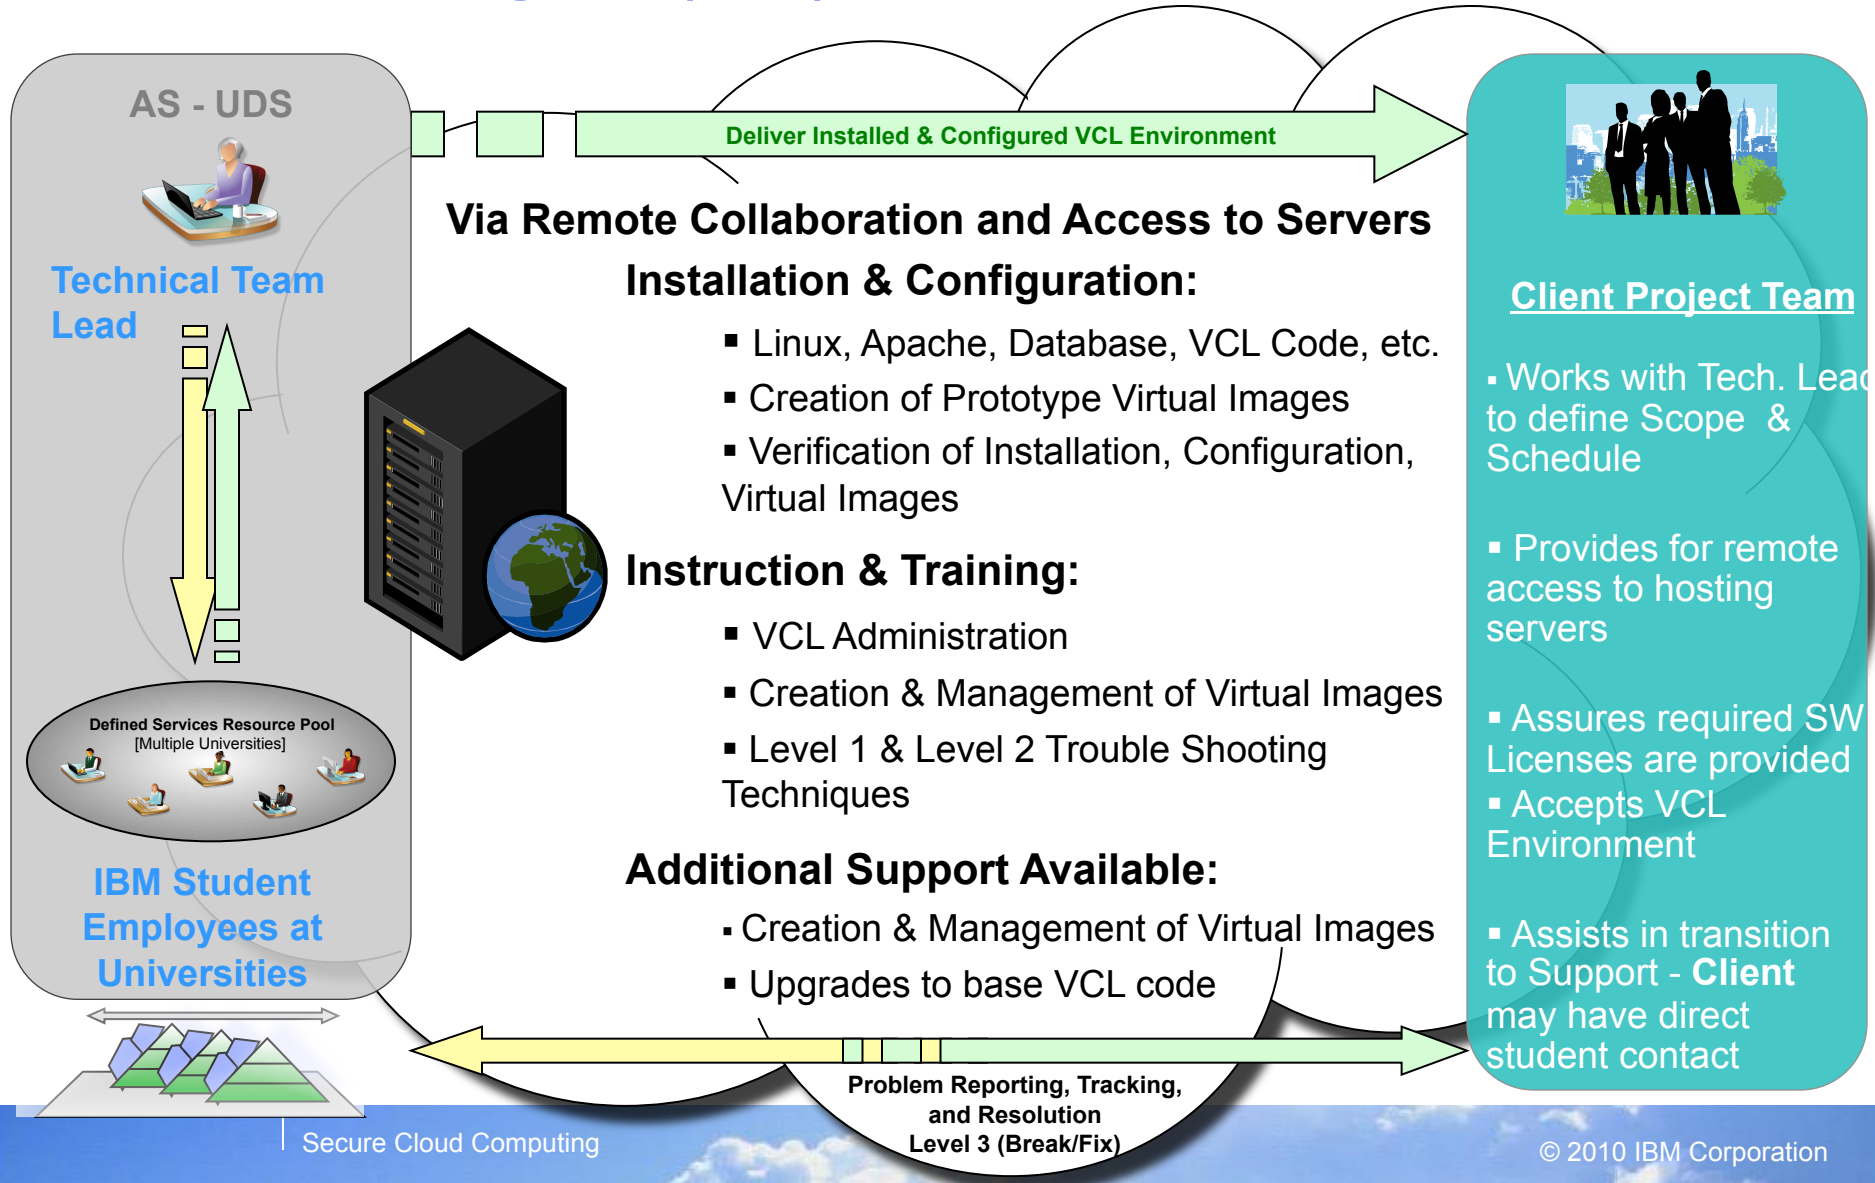 AS - UDS
Technical Team
Lead
Defined Services Resource Pool
[Multiple Universities]
IBM Student
Employees at
Universities
Deliver Installed & Configured VCL Environment
Via Remote Collaboration and Access to Servers
Installation & Configuration:
▪ Linux, Apache, Database, VCL Code, etc.
▪ Creation of Prototype Virtual Images
▪ Verification of Installation, Configuration,
Virtual Images
Instruction & Training:
▪ VCL Administration
▪ Creation & Management of Virtual Images
▪ Level 1 & Level 2 Trouble Shooting
Techniques
Additional Support Available:
▪ Creation & Management of Virtual Images
▪ Upgrades to base VCL code
Problem Reporting, Tracking,
and Resolution
Level 3 (Break/Fix)
Client Project Team
▪ Works with Tech. Lead
to define Scope &
Schedule
▪ Provides for remote
access to hosting
servers
▪ Assures required SW
Licenses are provided
▪ Accepts VCL
Environment
▪ Assists in transition
to Support - Client
may have direct
student contact
Secure Cloud Computing
© 2010 IBM Corporation